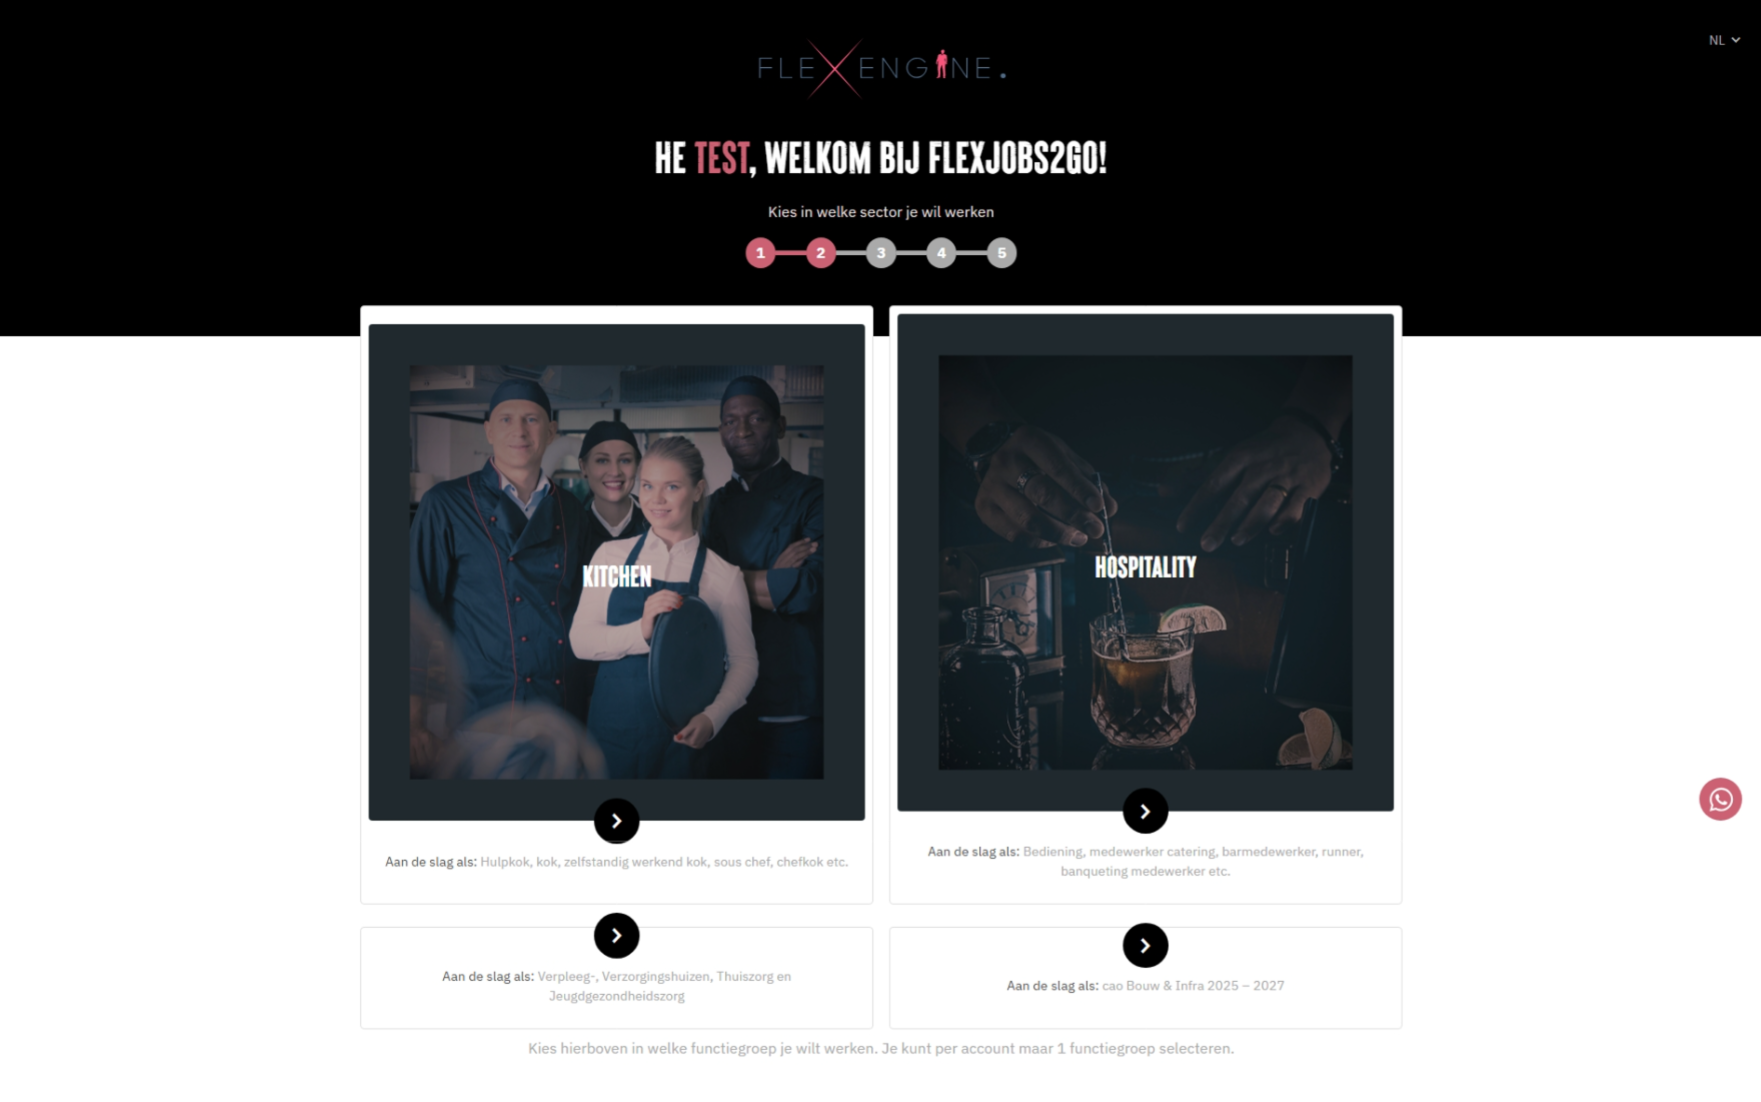 NL
FLEXENGINE.
HE TEST, WELKOM BIJ FLEXJOBS2GO!
Kies in welke sector je wil werken
1 2 3 4 5
KITCHEN
Aan de slag als: Hulpkok, kok, zelfstandig werkend kok, sous chef, chefkok etc.
HOSPITALITY
Aan de slag als: Bediening, medewerker catering, barmedewerker, runner,
banqueting medewerker etc.
Aan de slag als: Verpleeg-, Verzorgingshuizen, Thuiszorg en
Jeugdgezondheidszorg
Aan de slag als: cao Bouw & Infra 2025 – 2027
Kies hierboven in welke functiegroep je wilt werken. Je kunt per account maar 1 functiegroep selecteren.